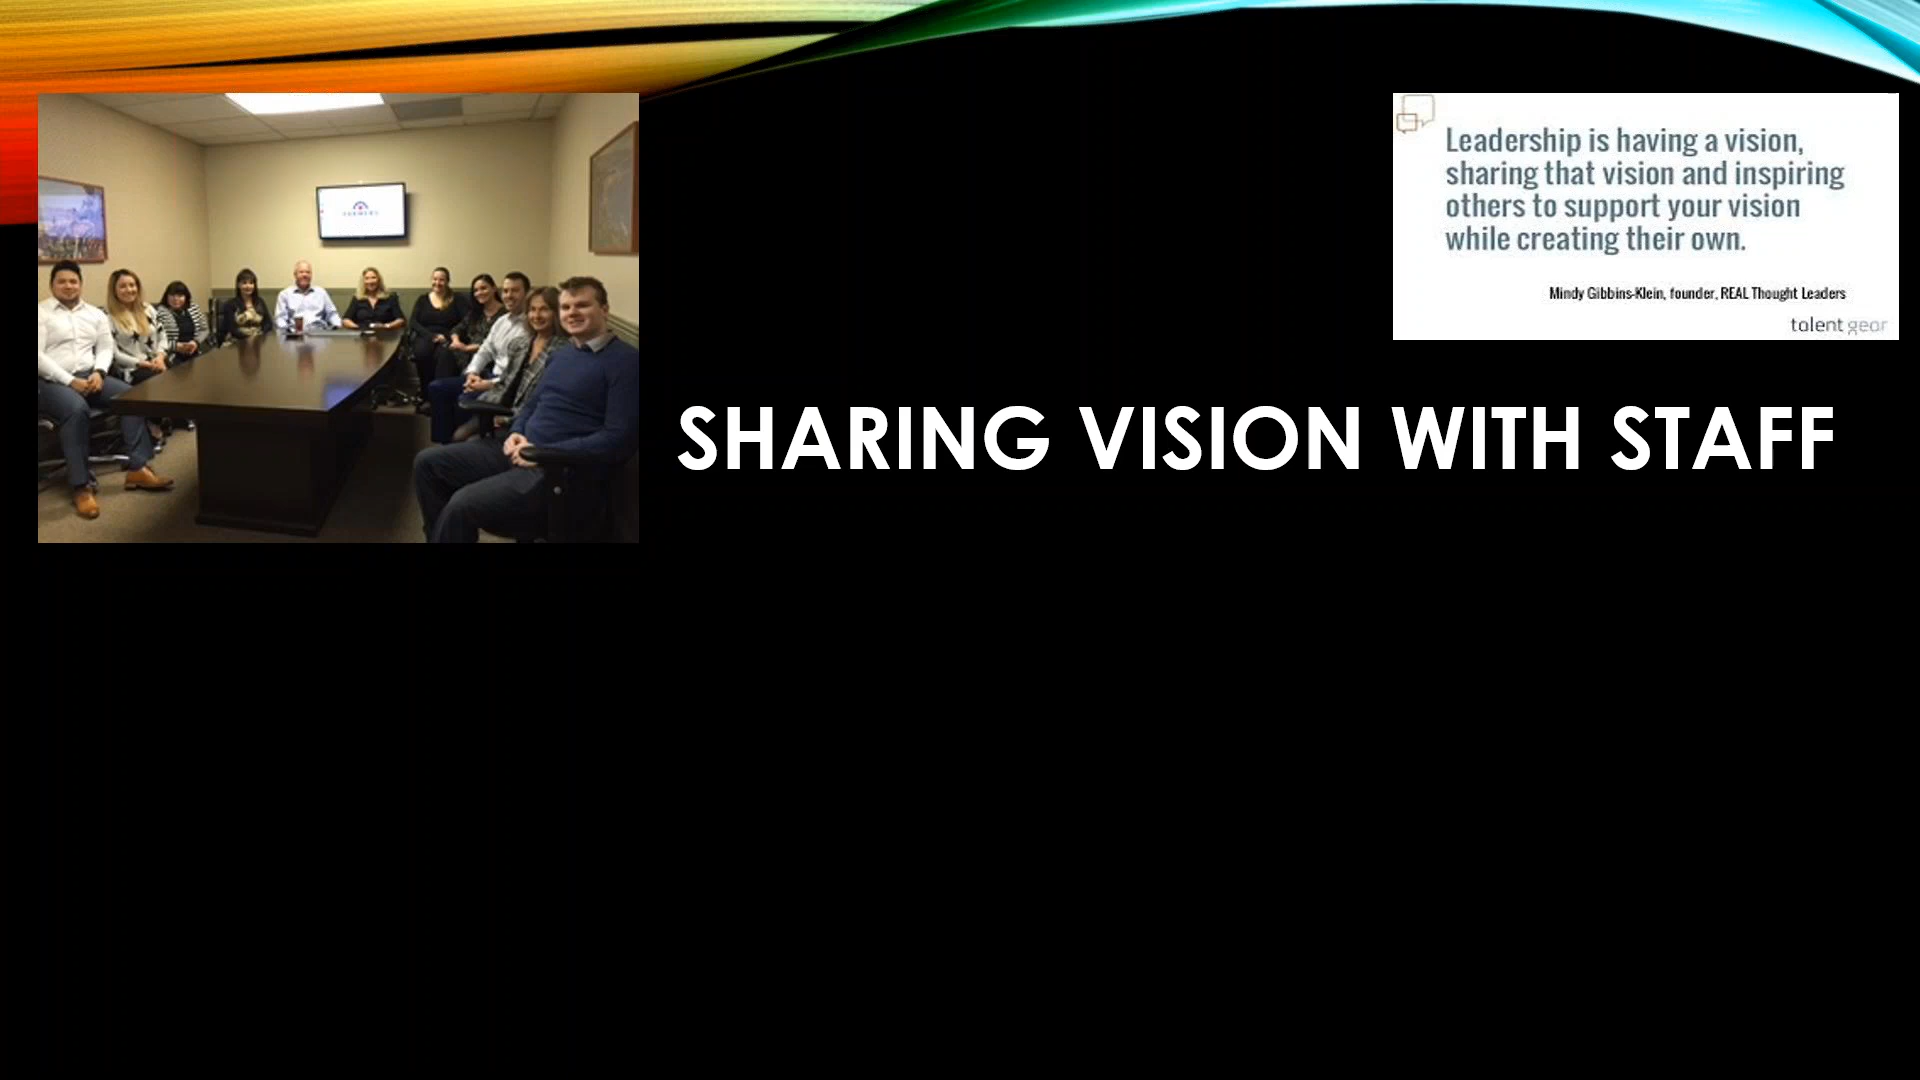 Leadership is having a vision,
sharing that vision and inspiring
others to support your vision
while creating their own.
Mindy Gibbins-Klein, founder, REAL Thought Leaders
talent gear
FARMERS
SHARING VISION WITH STAFF